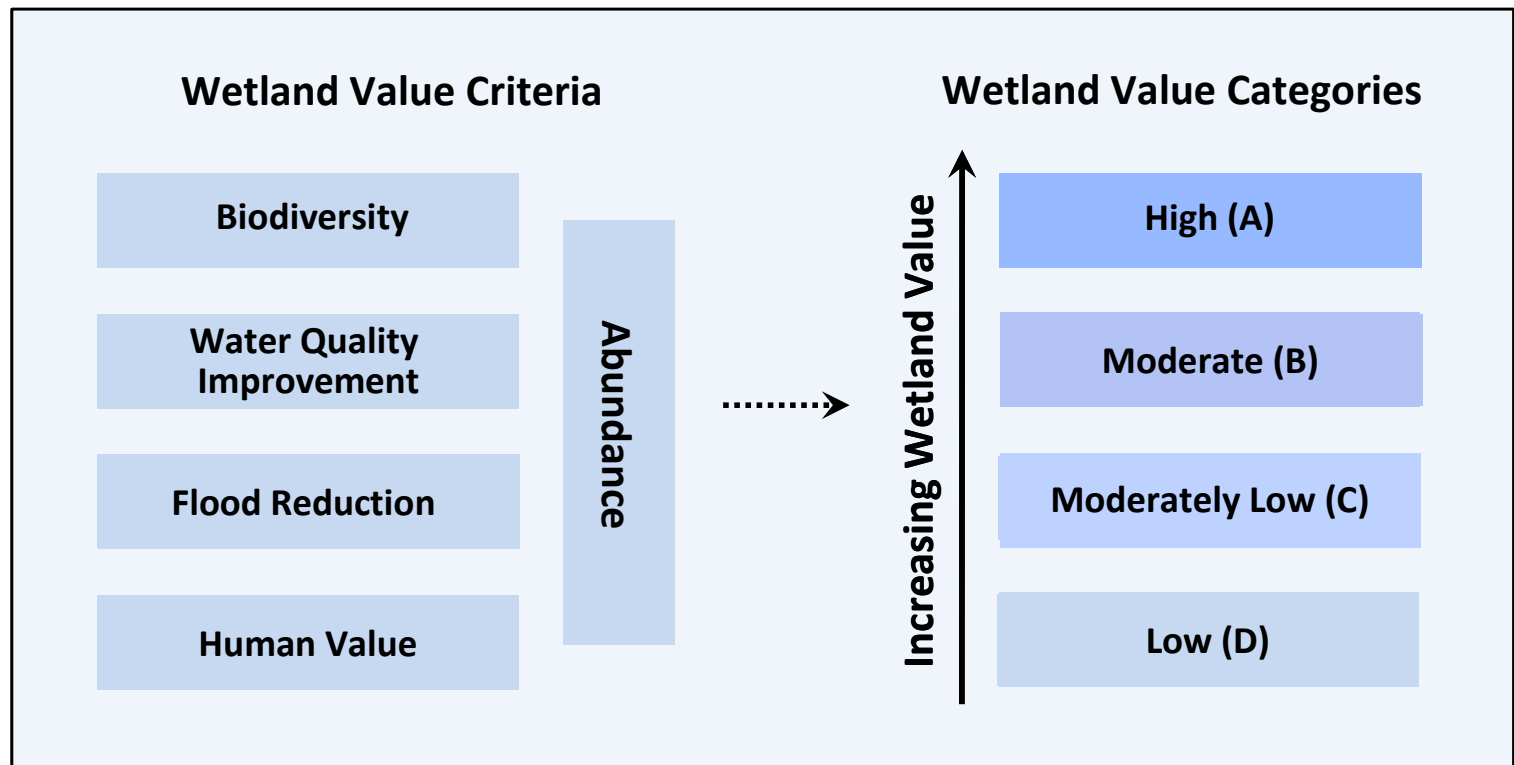 Wetland Value Criteria
Biodiversity
Water Quality
Improvement
Flood Reduction
Human Value
Abundance
Wetland Value Categories
Increasing Wetland Value
High (A)
Moderate (B)
Moderately Low (C)
Low (D)